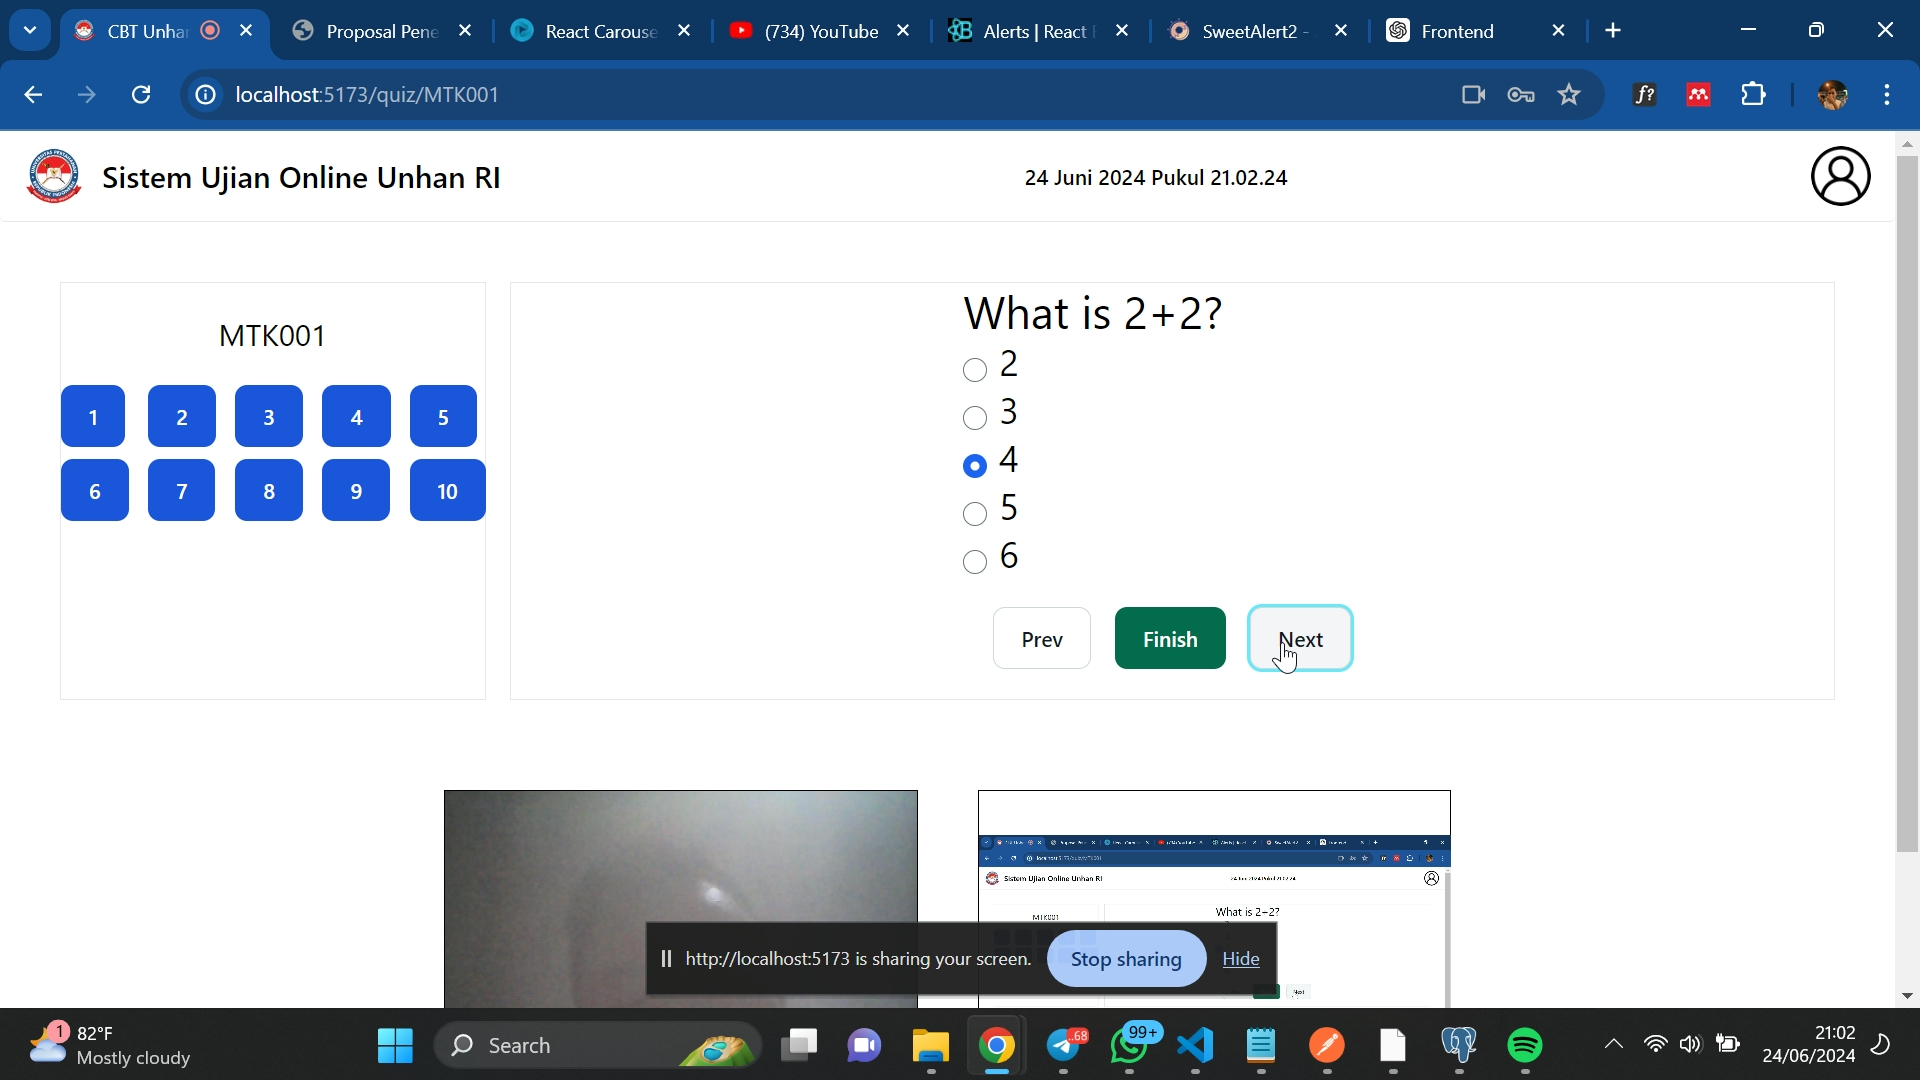 CBT Unhar
Proposal Pene
React Carouse
(734) YouTube
Alerts | React
SweetAlert2 -
Frontend
localhost:5173/quiz/MTK001
f?
Sistem Ujian Online Unhan RI
24 Juni 2024 Pukul 21.02.24
MTK001
1 2 3 4 5
6 7 8 9 10
What is 2+2?
2
3
4
5
6
Prev Finish Next
Sistem Ujian Online Unhan RI
MTK001
What is 2+2?
Next
http://localhost:5173 is sharing your screen. Stop sharing Hide
1
82°F
Mostly cloudy
Search
..68
99+
21:02
24/06/2024